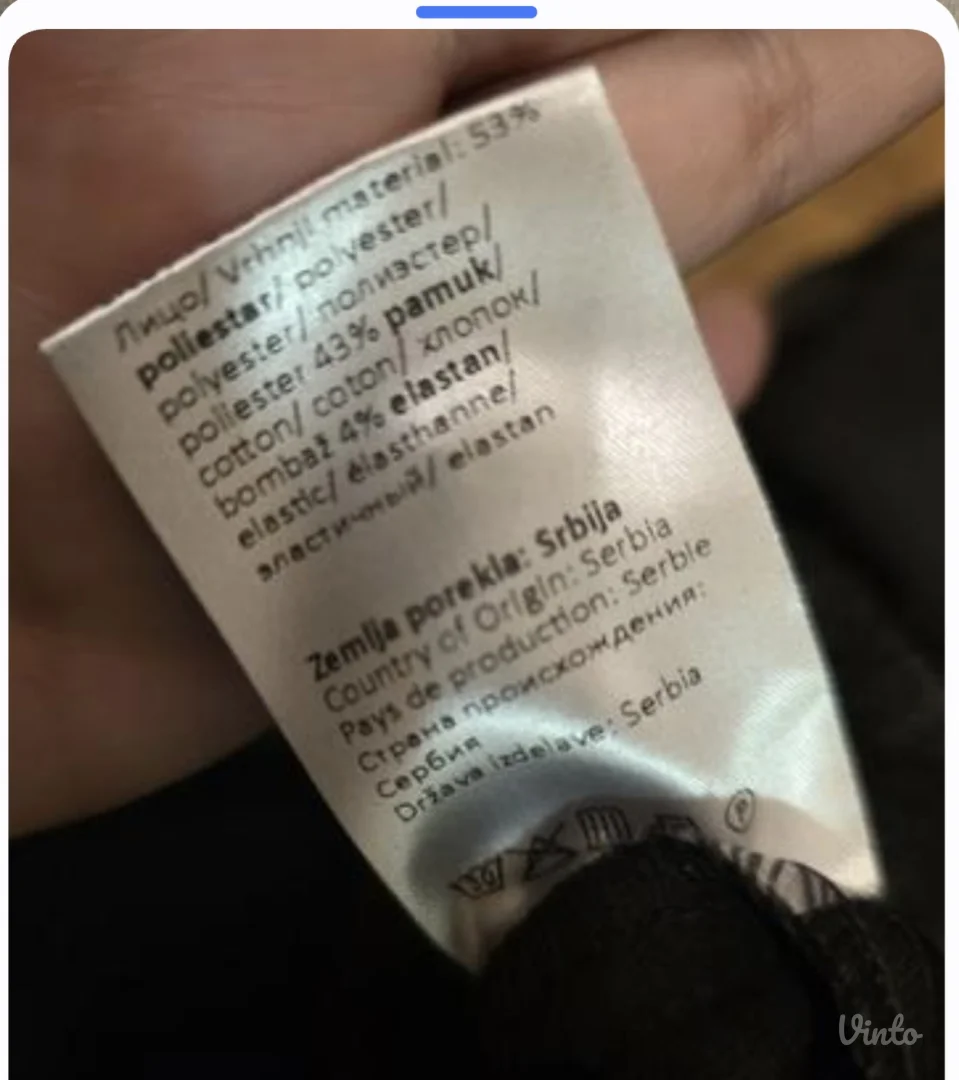 Лицо/ Vrhnji material: 53%
poliestar/ polyester/
polyester/ полиэстер/
poliester 43% pamuk/
cotton/ coton/ хлопок/
bombaž 4% elastan/
elastic/ élasthanne/
эластичный/ elastan
Zemlja porekla: Srbija
Country of Origin: Serbia
Pays de production: Serbie
Страна происхождения:
Сербия
Država izdelave: Serbia
30
P
Vinto